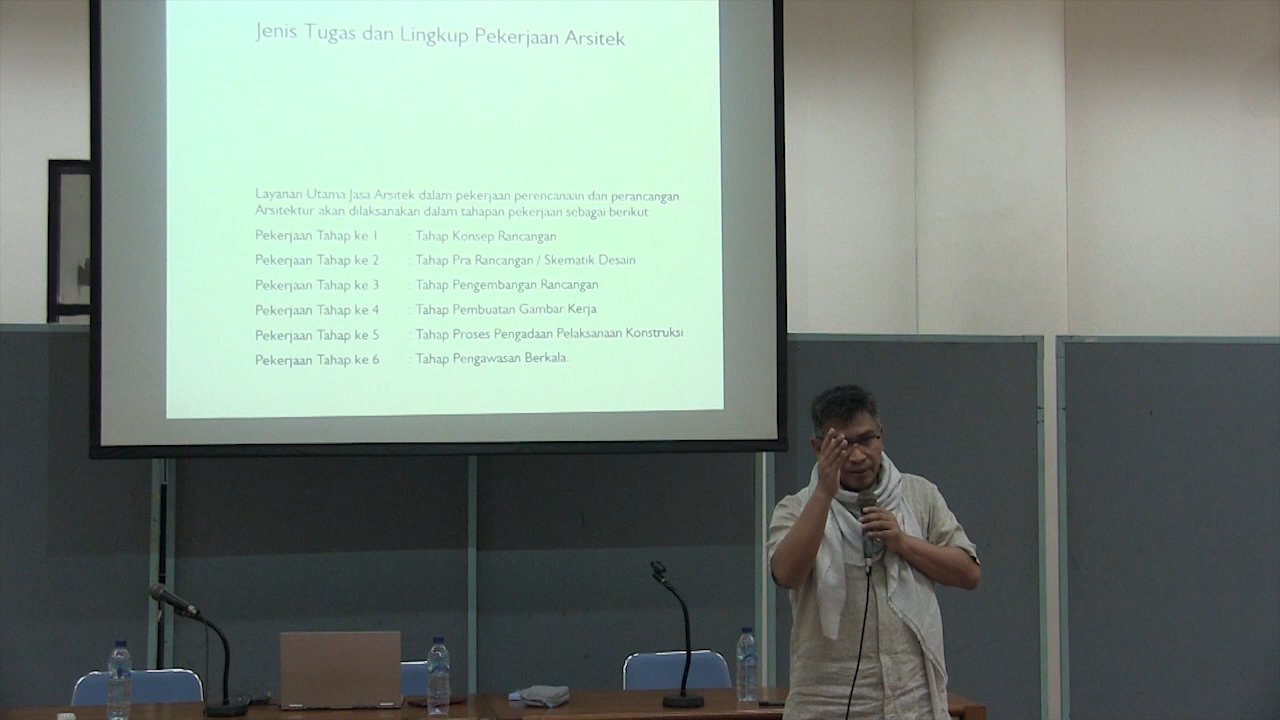 Jenis Tugas dan Lingkup Pekerjaan Arsitek
Layanan Utama Jasa Arsitek dalam pekerjaan perencanaan dan perancangan
Arsitektur akan dilaksanakan dalam tahapan pekerjaan sebagai berikut:
Pekerjaan Tahap ke 1 : Tahap Konsep Rancangan
Pekerjaan Tahap ke 2 : Tahap Pra Rancangan / Skematik Desain
Pekerjaan Tahap ke 3 : Tahap Pengembangan Rancangan
Pekerjaan Tahap ke 4 : Tahap Pembuatan Gambar Kerja
Pekerjaan Tahap ke 5 : Tahap Proses Pengadaan Pelaksanaan Konstruksi
Pekerjaan Tahap ke 6 : Tahap Pengawasan Berkala.